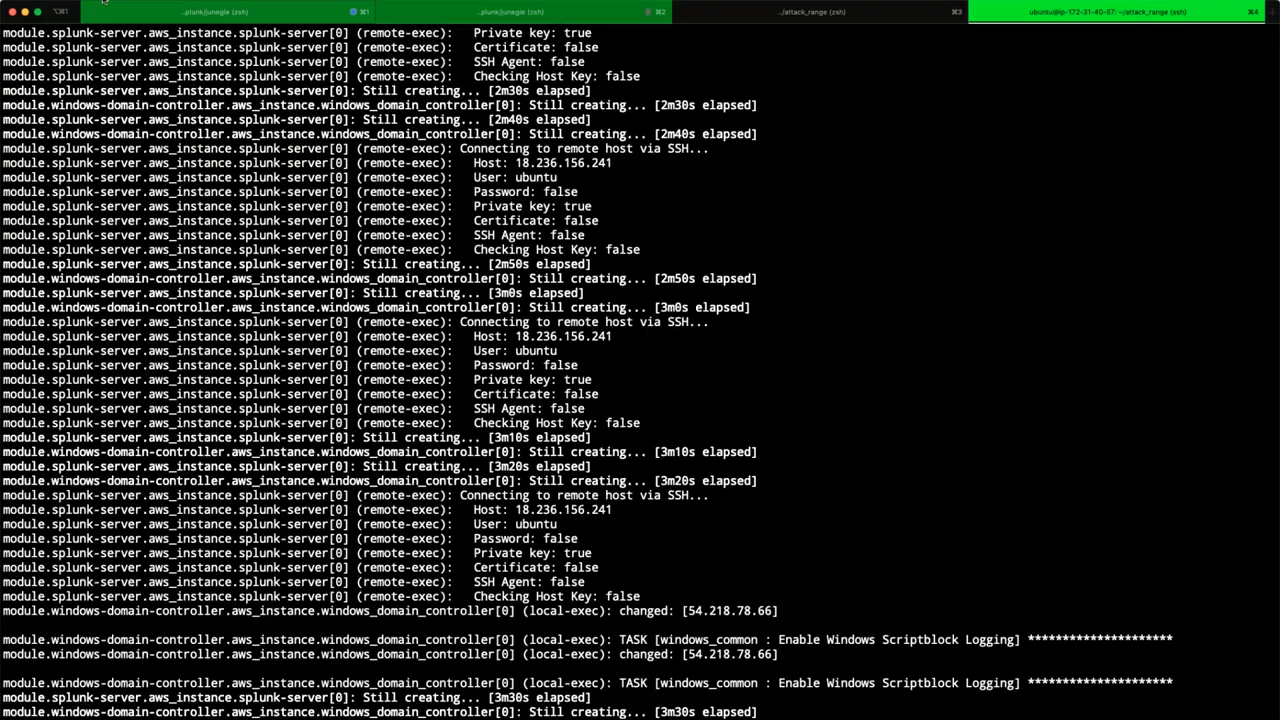 ⌥⌘1 ..plunk/junegle (zsh) ⌘1 ..plunk/junegle (zsh) ⌘2 ../attack_range (zsh) ⌘3 ubuntu@ip-172-31-40-57: ~/attack_range (ssh) ⌘4
module.splunk-server.aws_instance.splunk-server[0] (remote-exec):   Private key: true
module.splunk-server.aws_instance.splunk-server[0] (remote-exec):   Certificate: false
module.splunk-server.aws_instance.splunk-server[0] (remote-exec):   SSH Agent: false
module.splunk-server.aws_instance.splunk-server[0] (remote-exec):   Checking Host Key: false
module.splunk-server.aws_instance.splunk-server[0]: Still creating... [2m30s elapsed]
module.windows-domain-controller.aws_instance.windows_domain_controller[0]: Still creating... [2m30s elapsed]
module.splunk-server.aws_instance.splunk-server[0]: Still creating... [2m40s elapsed]
module.windows-domain-controller.aws_instance.windows_domain_controller[0]: Still creating... [2m40s elapsed]
module.splunk-server.aws_instance.splunk-server[0] (remote-exec): Connecting to remote host via SSH...
module.splunk-server.aws_instance.splunk-server[0] (remote-exec):   Host: 18.236.156.241
module.splunk-server.aws_instance.splunk-server[0] (remote-exec):   User: ubuntu
module.splunk-server.aws_instance.splunk-server[0] (remote-exec):   Password: false
module.splunk-server.aws_instance.splunk-server[0] (remote-exec):   Private key: true
module.splunk-server.aws_instance.splunk-server[0] (remote-exec):   Certificate: false
module.splunk-server.aws_instance.splunk-server[0] (remote-exec):   SSH Agent: false
module.splunk-server.aws_instance.splunk-server[0] (remote-exec):   Checking Host Key: false
module.splunk-server.aws_instance.splunk-server[0]: Still creating... [2m50s elapsed]
module.windows-domain-controller.aws_instance.windows_domain_controller[0]: Still creating... [2m50s elapsed]
module.splunk-server.aws_instance.splunk-server[0]: Still creating... [3m0s elapsed]
module.windows-domain-controller.aws_instance.windows_domain_controller[0]: Still creating... [3m0s elapsed]
module.splunk-server.aws_instance.splunk-server[0] (remote-exec): Connecting to remote host via SSH...
module.splunk-server.aws_instance.splunk-server[0] (remote-exec):   Host: 18.236.156.241
module.splunk-server.aws_instance.splunk-server[0] (remote-exec):   User: ubuntu
module.splunk-server.aws_instance.splunk-server[0] (remote-exec):   Password: false
module.splunk-server.aws_instance.splunk-server[0] (remote-exec):   Private key: true
module.splunk-server.aws_instance.splunk-server[0] (remote-exec):   Certificate: false
module.splunk-server.aws_instance.splunk-server[0] (remote-exec):   SSH Agent: false
module.splunk-server.aws_instance.splunk-server[0] (remote-exec):   Checking Host Key: false
module.splunk-server.aws_instance.splunk-server[0]: Still creating... [3m10s elapsed]
module.windows-domain-controller.aws_instance.windows_domain_controller[0]: Still creating... [3m10s elapsed]
module.splunk-server.aws_instance.splunk-server[0]: Still creating... [3m20s elapsed]
module.windows-domain-controller.aws_instance.windows_domain_controller[0]: Still creating... [3m20s elapsed]
module.splunk-server.aws_instance.splunk-server[0] (remote-exec): Connecting to remote host via SSH...
module.splunk-server.aws_instance.splunk-server[0] (remote-exec):   Host: 18.236.156.241
module.splunk-server.aws_instance.splunk-server[0] (remote-exec):   User: ubuntu
module.splunk-server.aws_instance.splunk-server[0] (remote-exec):   Password: false
module.splunk-server.aws_instance.splunk-server[0] (remote-exec):   Private key: true
module.splunk-server.aws_instance.splunk-server[0] (remote-exec):   Certificate: false
module.splunk-server.aws_instance.splunk-server[0] (remote-exec):   SSH Agent: false
module.splunk-server.aws_instance.splunk-server[0] (remote-exec):   Checking Host Key: false
module.windows-domain-controller.aws_instance.windows_domain_controller[0] (local-exec): changed: [54.218.78.66]
module.windows-domain-controller.aws_instance.windows_domain_controller[0] (local-exec): TASK [windows_common : Enable Windows Scriptblock Logging] *********************
module.windows-domain-controller.aws_instance.windows_domain_controller[0] (local-exec): changed: [54.218.78.66]
module.windows-domain-controller.aws_instance.windows_domain_controller[0] (local-exec): TASK [windows_common : Enable Windows Scriptblock Logging] *********************
module.splunk-server.aws_instance.splunk-server[0]: Still creating... [3m30s elapsed]
module.windows-domain-controller.aws_instance.windows_domain_controller[0]: Still creating... [3m30s elapsed]